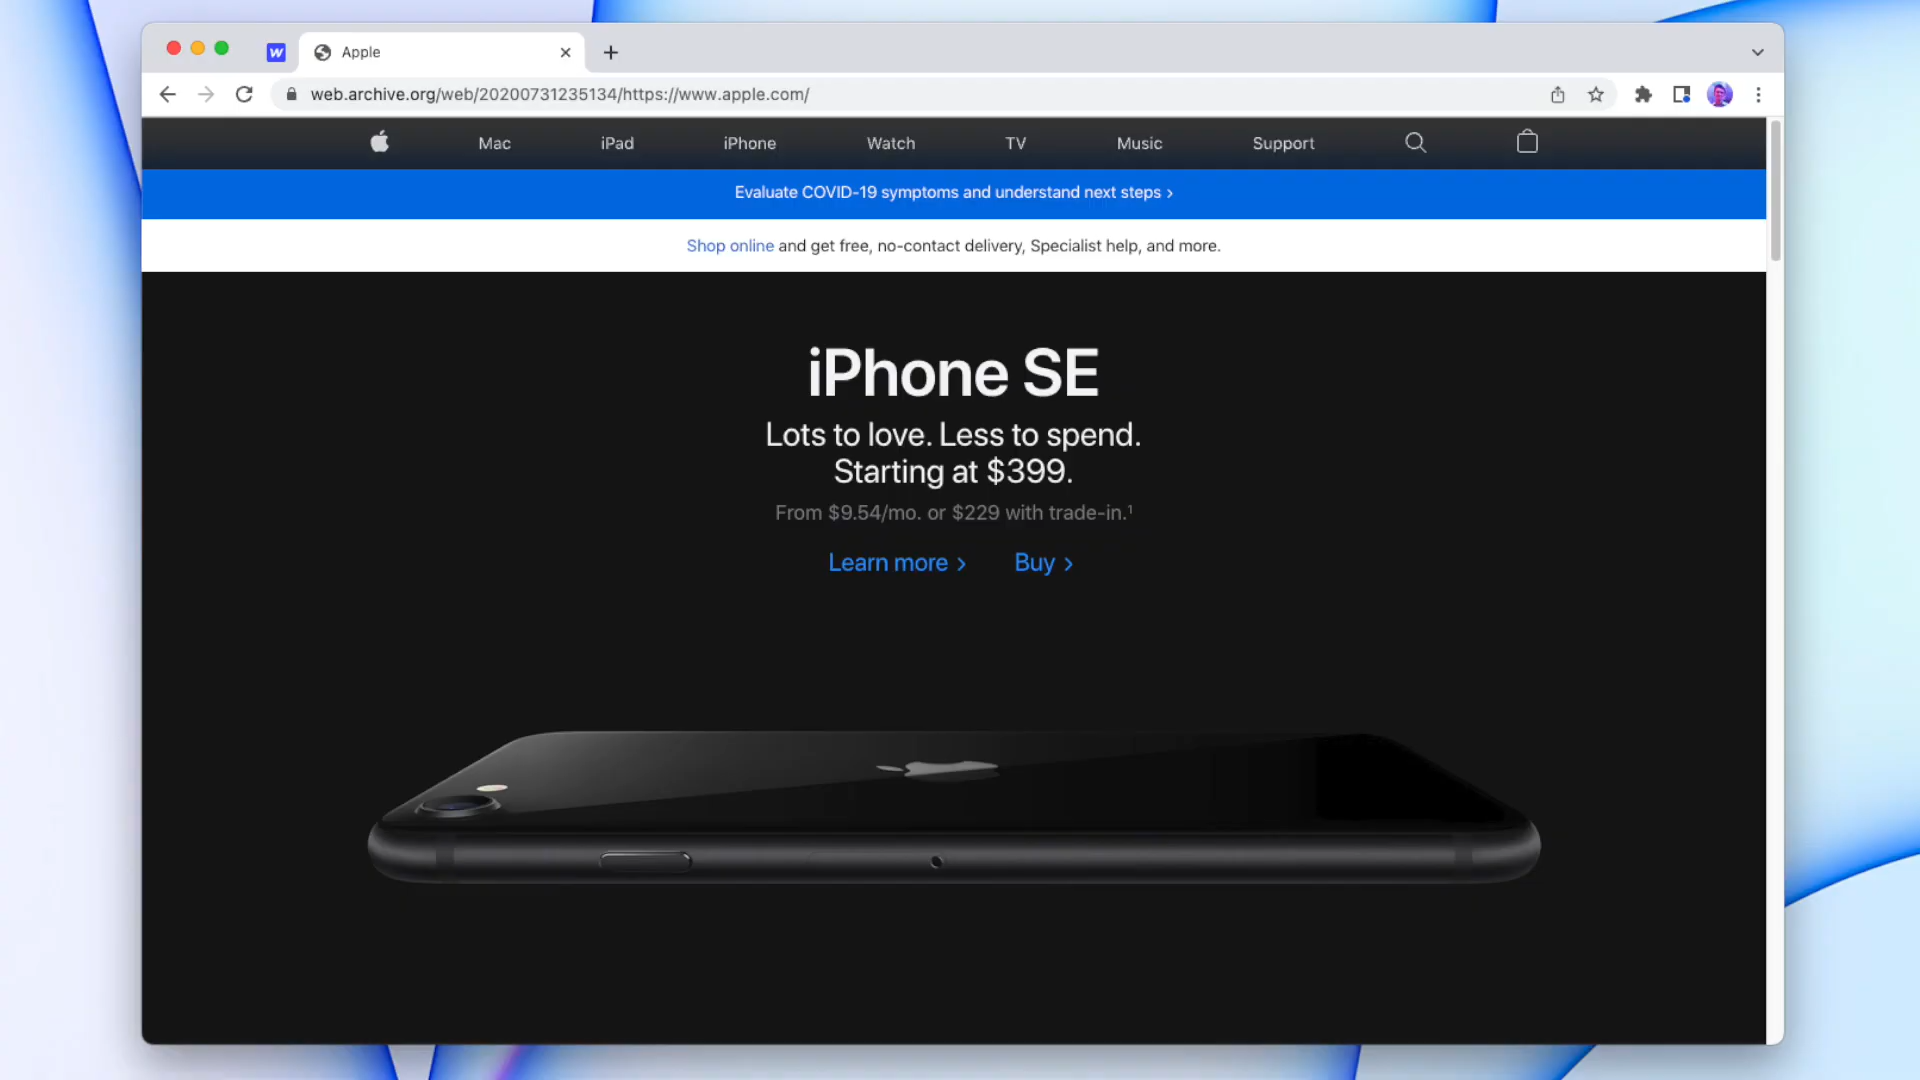 W
Apple
web.archive.org/web/20200731235134/https://www.apple.com/
Mac iPad iPhone Watch TV Music Support
Evaluate COVID-19 symptoms and understand next steps ›
Shop online and get free, no-contact delivery, Specialist help, and more.
iPhone SE
Lots to love. Less to spend.
Starting at $399.
From $9.54/mo. or $229 with trade-in.¹
Learn more › Buy ›